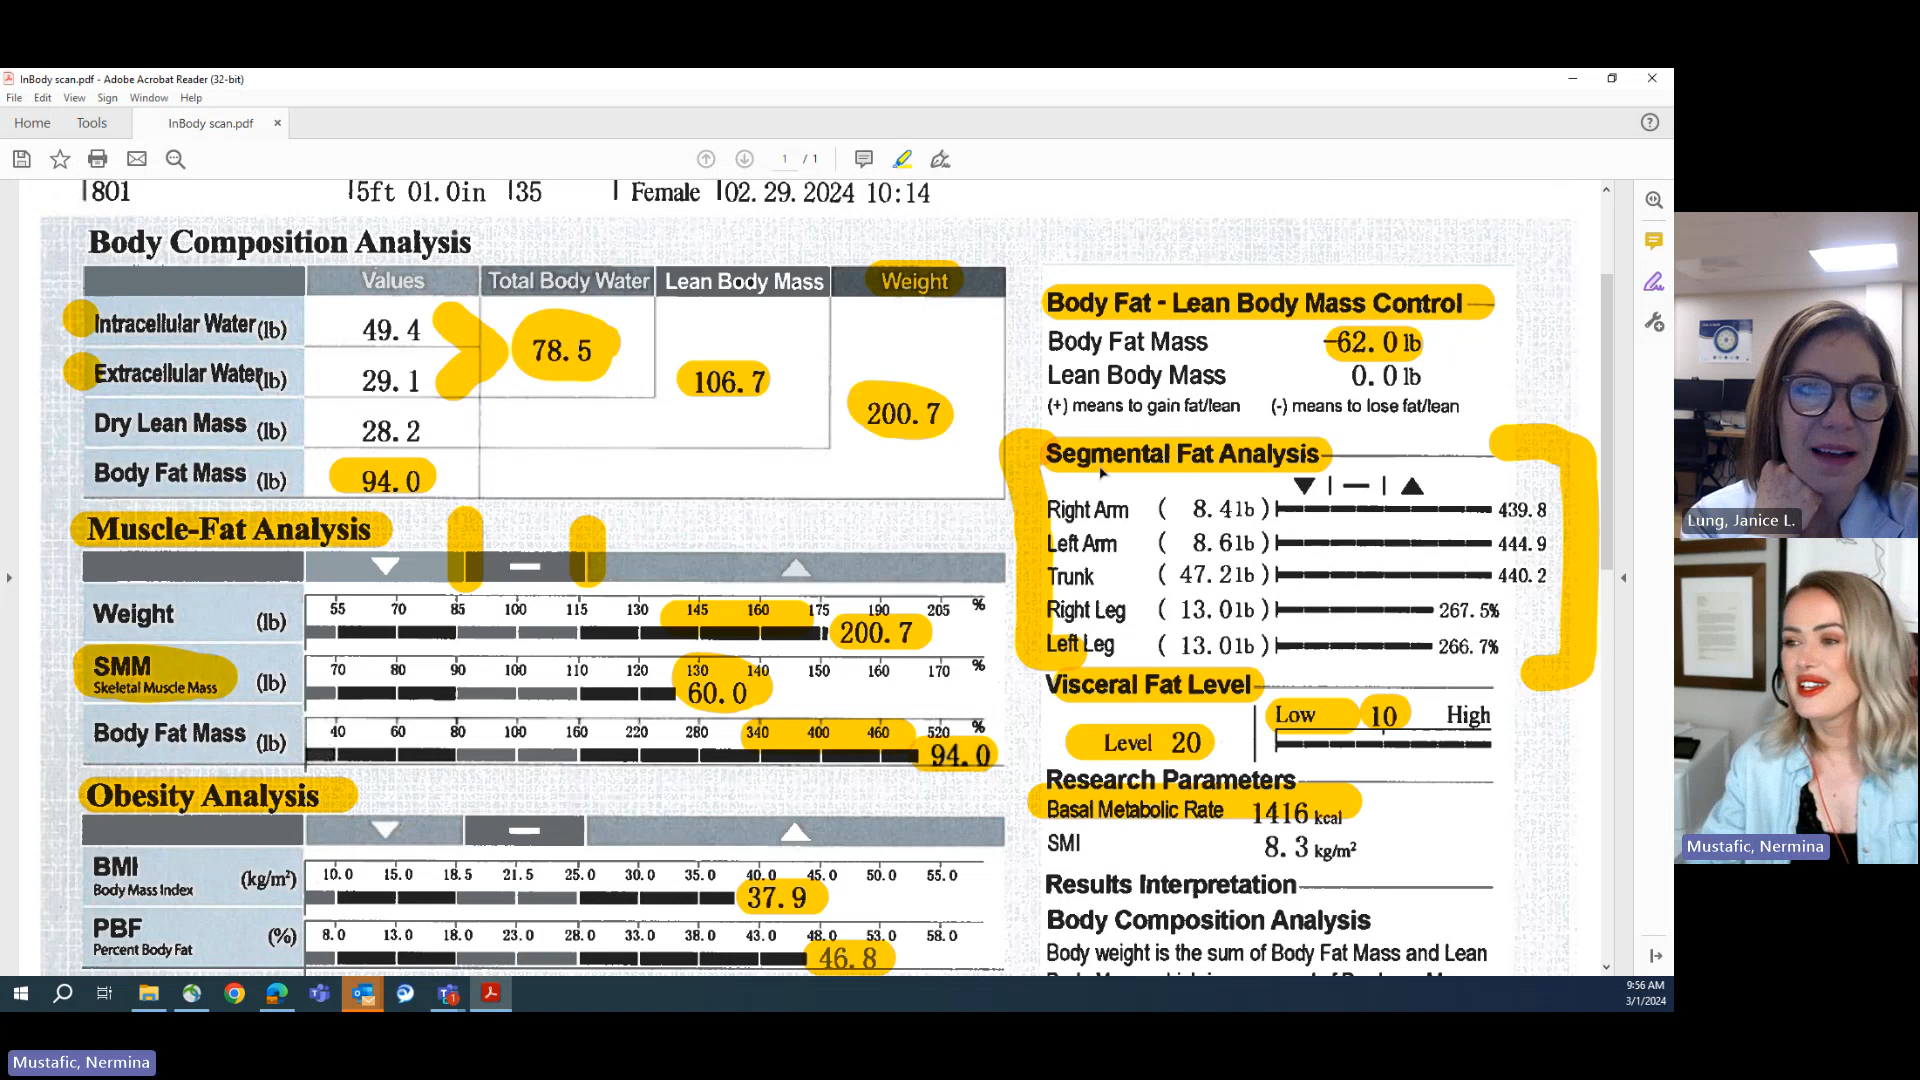 InBody scan.pdf - Adobe Acrobat Reader (32-bit)
File Edit View Sign Window Help
Home Tools InBody scan.pdf ×
1 / 1
801 5ft 01.0in 35 Female 02.29.2024 10:14
Body Composition Analysis
Values Total Body Water Lean Body Mass Weight
Intracellular Water (lb) 49.4
78.5
Extracellular Water (lb) 29.1
106.7
200.7
Dry Lean Mass (lb) 28.2
Body Fat Mass (lb) 94.0
Muscle-Fat Analysis
Weight (lb) 55 70 85 100 115 130 145 160 175 190 205 %
200.7
SMM 70 80 90 100 110 130 140 150 160 170 %
Skeletal Muscle Mass (lb) 60.0
Body Fat Mass (lb) 40 60 80 100 160 220 280 340 400 460 520 %
94.0
Obesity Analysis
BMI (kg/m²) 10.0 15.0 18.5 21.5 25.0 30.0 35.0 40.0 45.0 50.0 55.0
Body Mass Index 37.9
PBF (%) 8.0 13.0 18.0 23.0 28.0 33.0 38.0 43.0 48.0 53.0 58.0
Percent Body Fat 46.8
Body Fat - Lean Body Mass Control
Body Fat Mass -62.0 lb
Lean Body Mass 0.0 lb
(+) means to gain fat/lean (-) means to lose fat/lean
Segmental Fat Analysis
Right Arm ( 8.4lb ) 439.8
Left Arm ( 8.6lb ) 444.9
Trunk ( 47.2lb ) 440.2
Right Leg ( 13.0lb ) 267.5%
Left Leg ( 13.0lb ) 266.7%
Visceral Fat Level
Low 10 High
Level 20
Research Parameters
Basal Metabolic Rate 1416 kcal
SMI 8.3 kg/m²
Results Interpretation
Body Composition Analysis
Body weight is the sum of Body Fat Mass and Lean
Lung, Janice L.
Mustafic, Nermina
9:56 AM
3/1/2024
Mustafic, Nermina